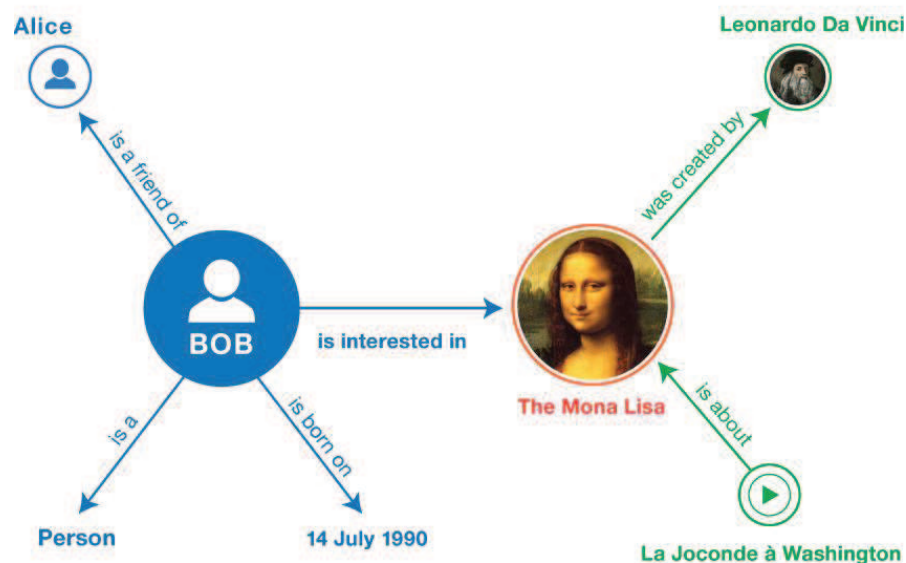 Alice
Leonardo Da Vinci
is a friend of
was created by
BOB
is interested in
The Mona Lisa
is a
is born on
is about
Person
14 July 1990
La Joconde à Washington